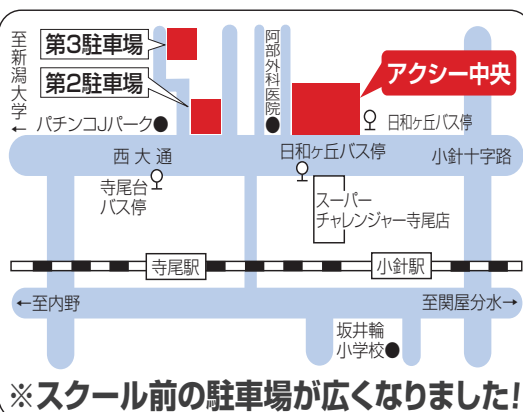 至新潟大学
←
第3駐車場
第2駐車場
パチンコJパーク
阿部外科医院
アクシー中央
日和ヶ丘バス停
西大通
日和ヶ丘バス停
小針十字路
寺尾台
バス停
スーパー
チャレンジャー寺尾店
寺尾駅
小針駅
←至内野
至関屋分水→
坂井輪
小学校
※スクール前の駐車場が広くなりました!